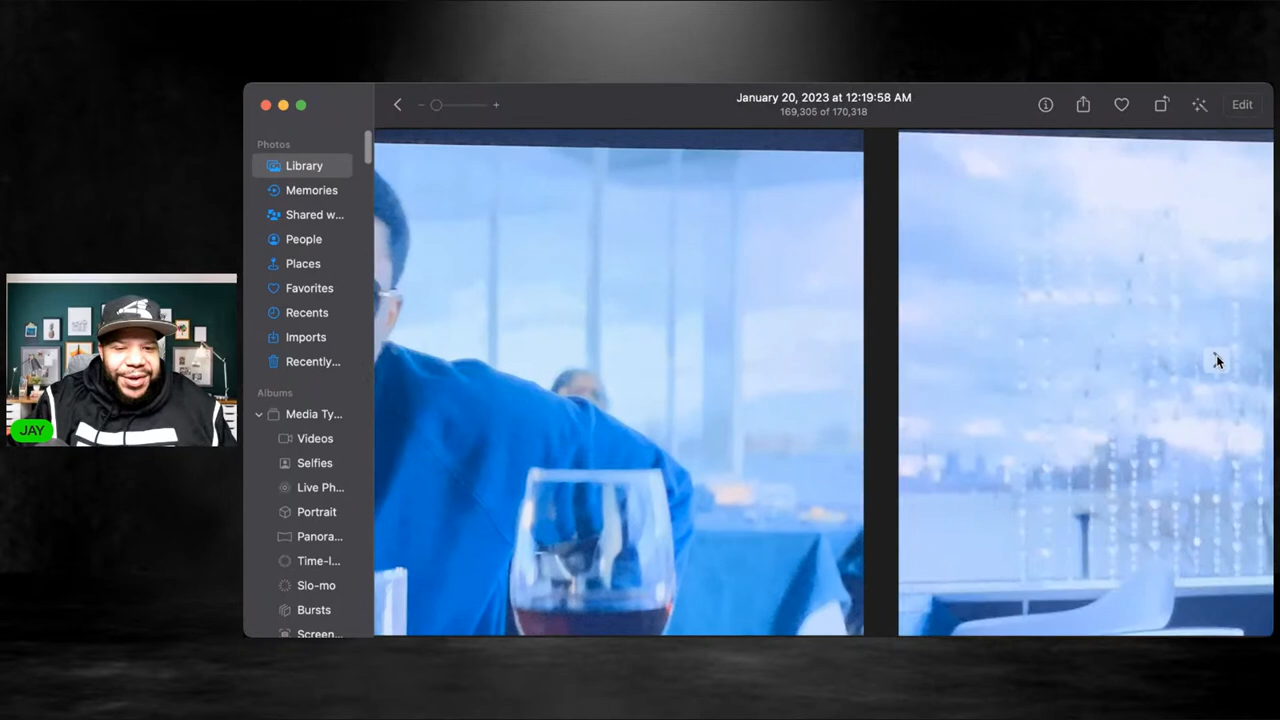 January 20, 2023 at 12:19:58 AM
169,305 of 170,318
Edit
Photos
Library
Memories
Shared w...
People
Places
Favorites
Recents
Imports
Recently...
Albums
Media Ty...
Videos
Selfies
Live Ph...
Portrait
Panora...
Time-l...
Slo-mo
Bursts
Screen...
JAY